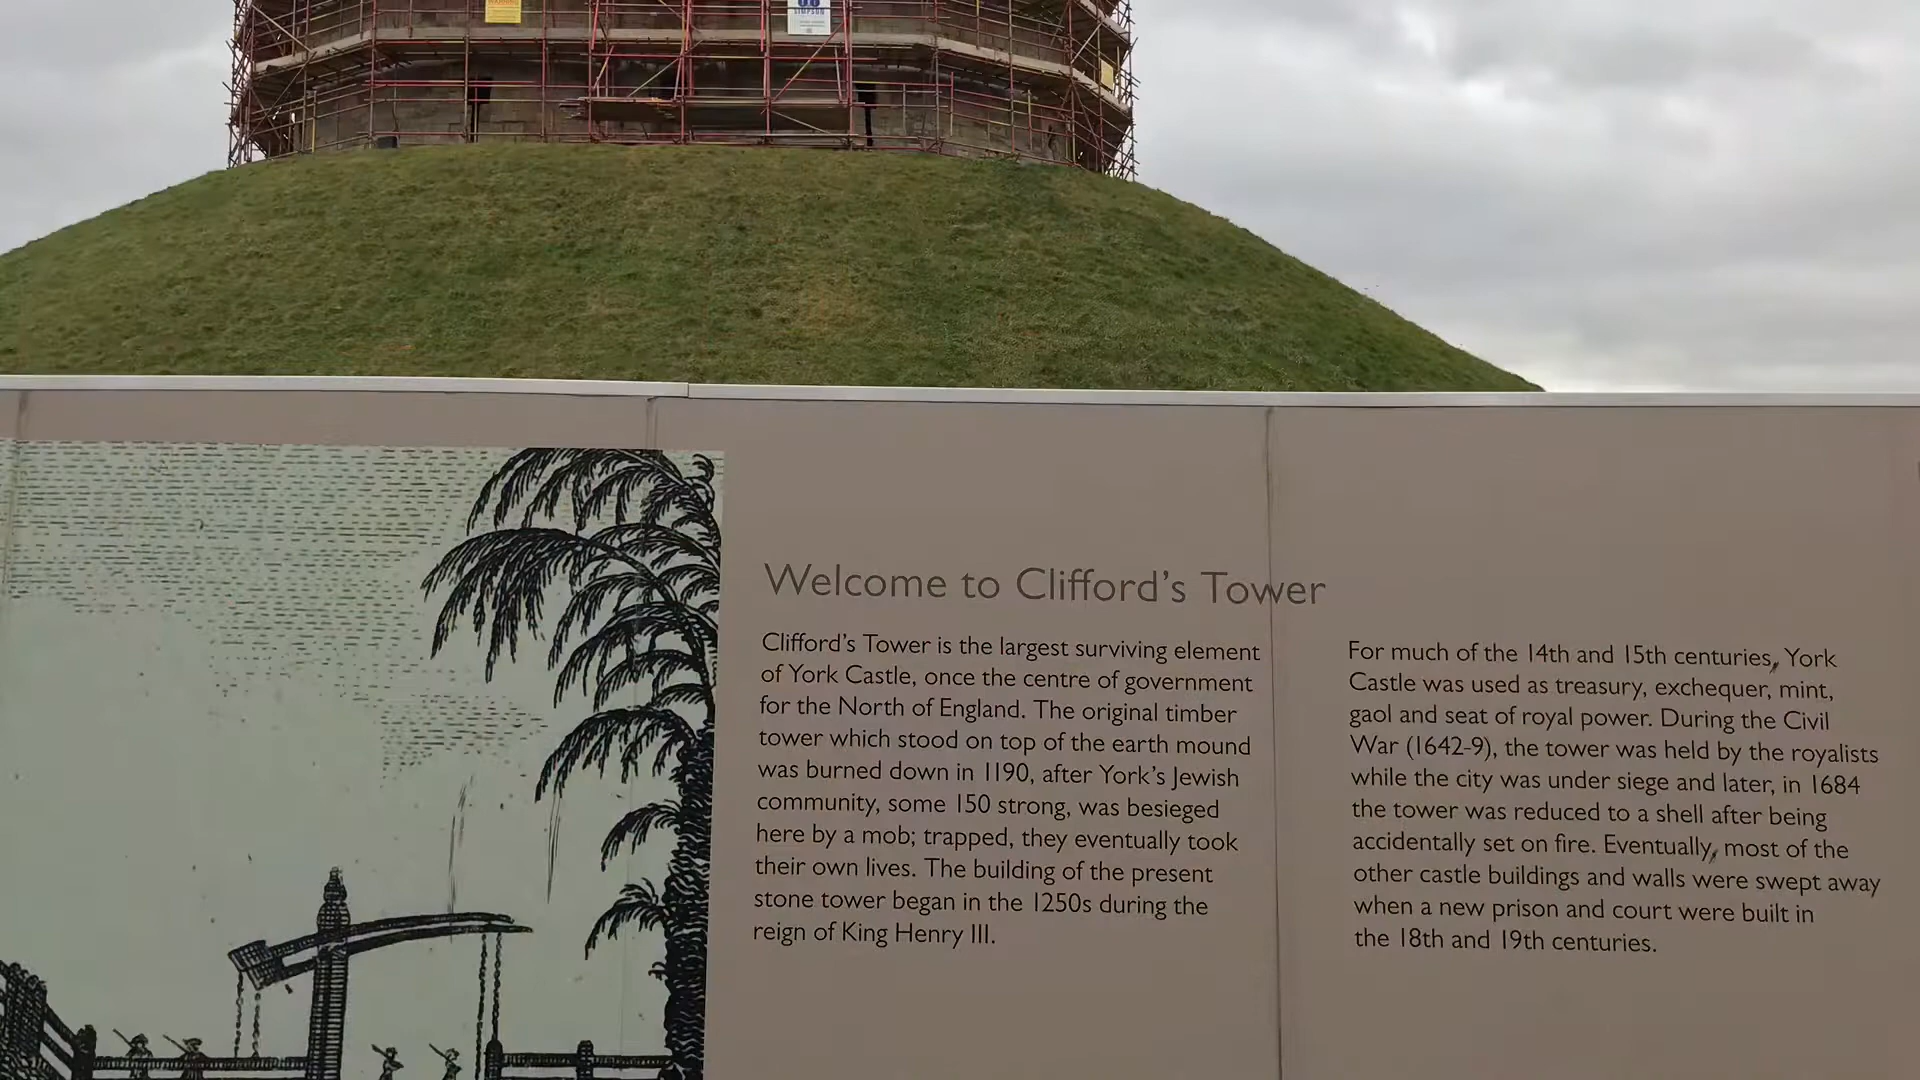 SIMPSON
Welcome to Clifford's Tower
Clifford's Tower is the largest surviving element
of York Castle, once the centre of government
for the North of England. The original timber
tower which stood on top of the earth mound
was burned down in 1190, after York's Jewish
community, some 150 strong, was besieged
here by a mob; trapped, they eventually took
their own lives. The building of the present
stone tower began in the 1250s during the
reign of King Henry III.
For much of the 14th and 15th centuries, York
Castle was used as treasury, exchequer, mint,
gaol and seat of royal power. During the Civil
War (1642-9), the tower was held by the royalists
while the city was under siege and later, in 1684
the tower was reduced to a shell after being
accidentally set on fire. Eventually, most of the
other castle buildings and walls were swept away
when a new prison and court were built in
the 18th and 19th centuries.